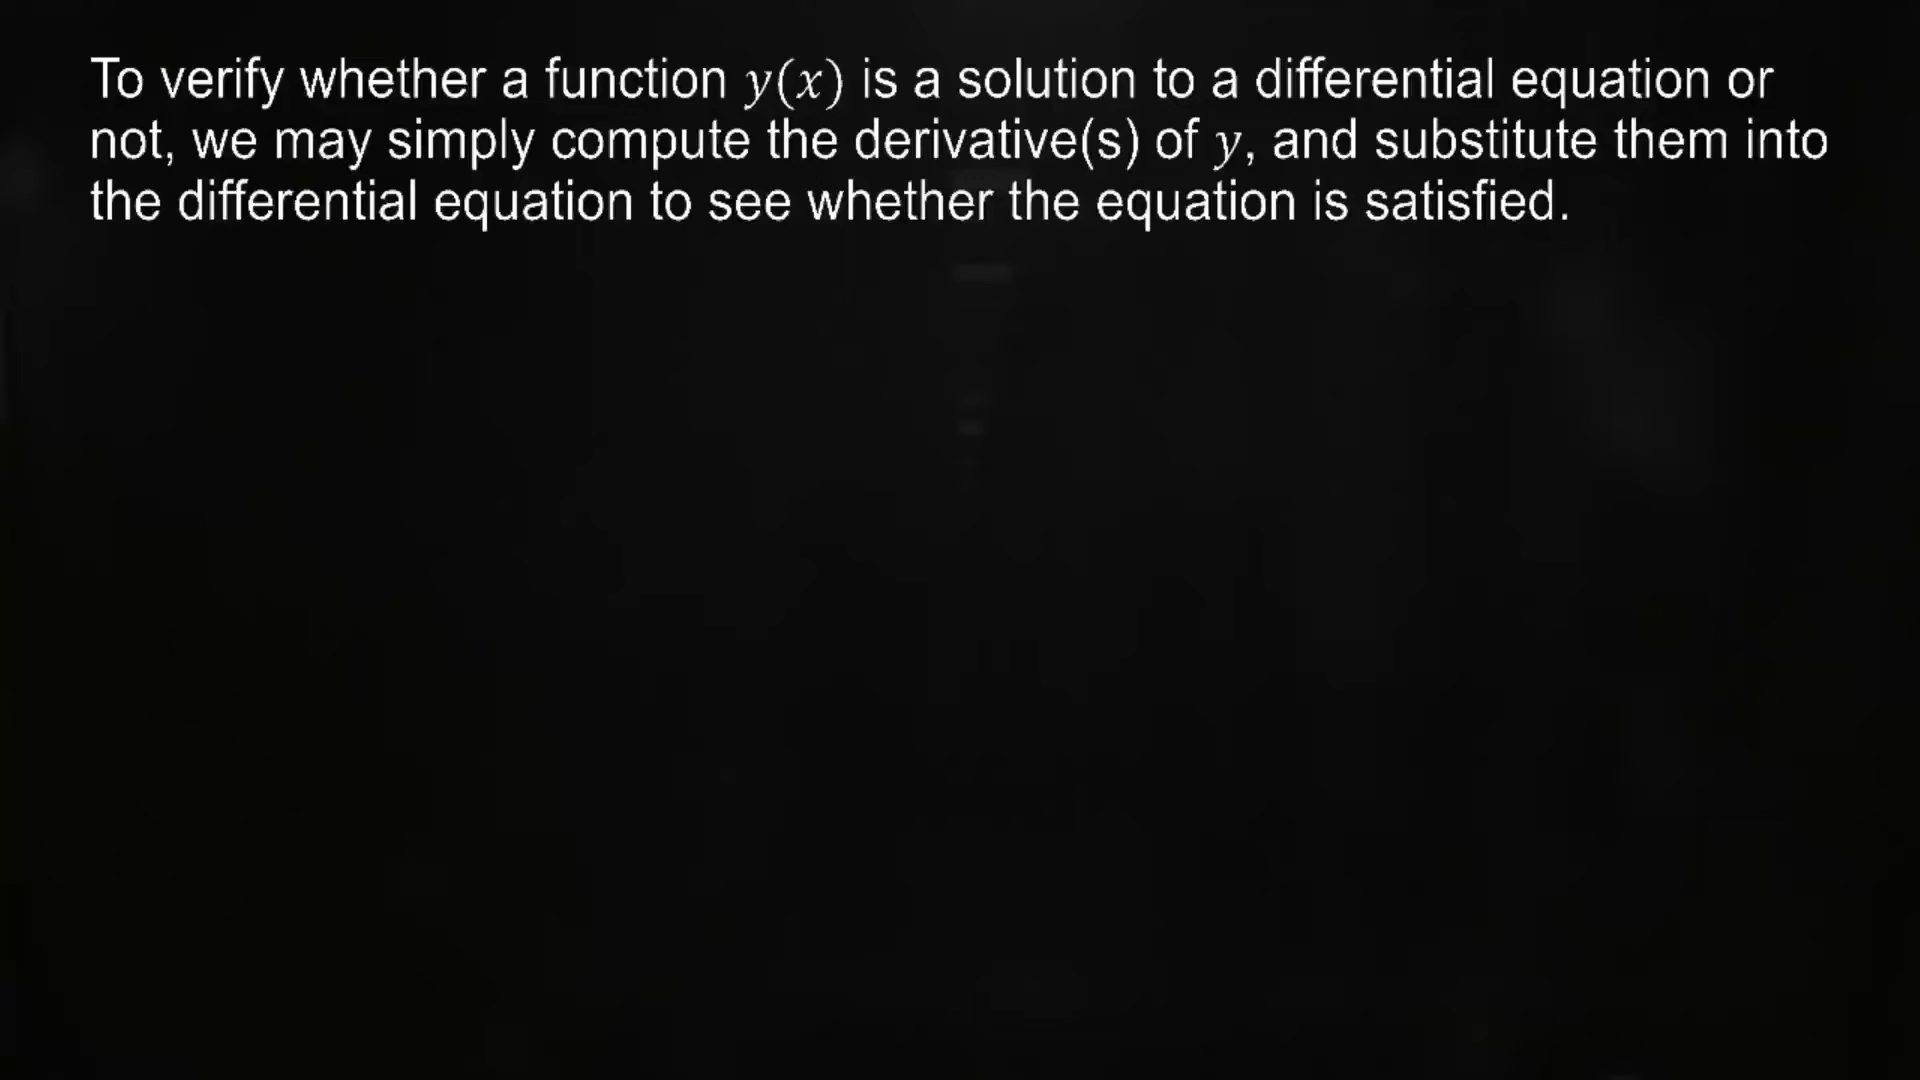 To verify whether a function y(x) is a solution to a differential equation or
not, we may simply compute the derivative(s) of y, and substitute them into
the differential equation to see whether the equation is satisfied.